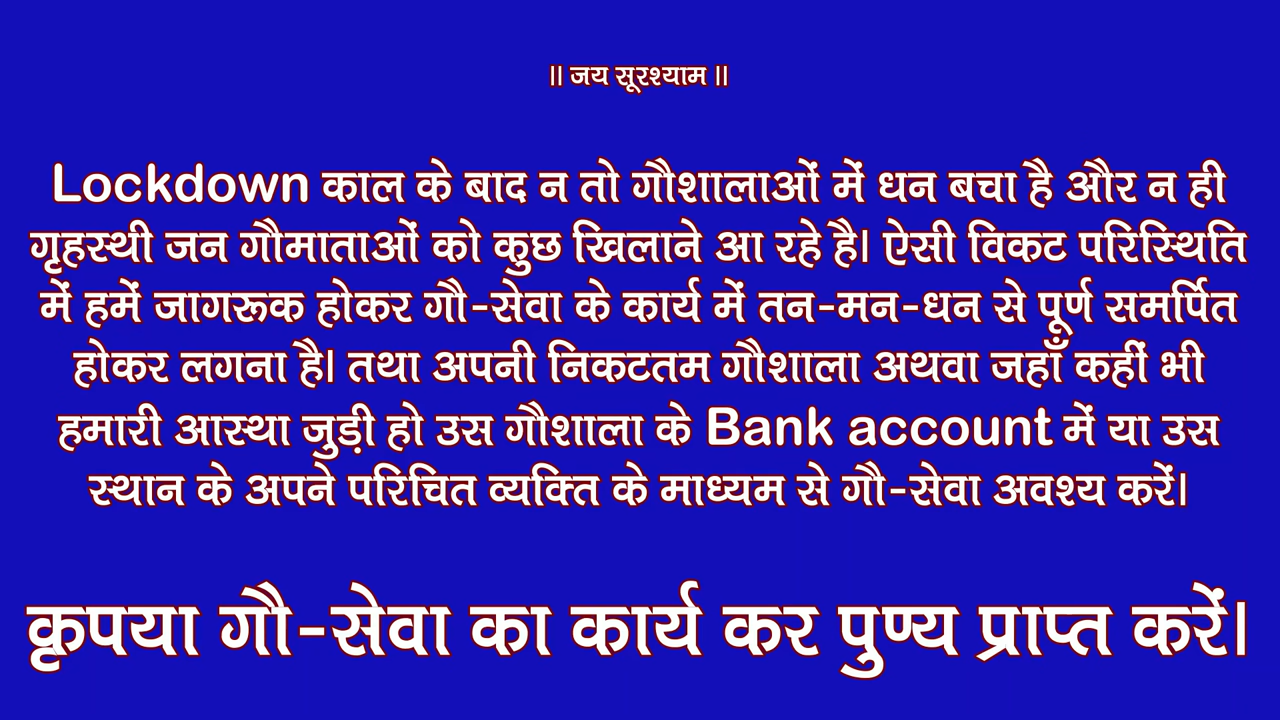 ॥ जय सूरश्याम ॥
Lockdown काल के बाद न तो गौशालाओं में धन बचा है और न ही
गृहस्थी जन गौमाताओं को कुछ खिलाने आ रहे है। ऐसी विकट परिस्थिति
में हमें जागरूक होकर गौ-सेवा के कार्य में तन-मन-धन से पूर्ण समर्पित
होकर लगना है। तथा अपनी निकटतम गौशाला अथवा जहाँ कहीं भी
हमारी आस्था जुड़ी हो उस गौशाला के Bank account में या उस
स्थान के अपने परिचित व्यक्ति के माध्यम से गौ-सेवा अवश्य करें।
कृपया गौ-सेवा का कार्य कर पुण्य प्राप्त करें।